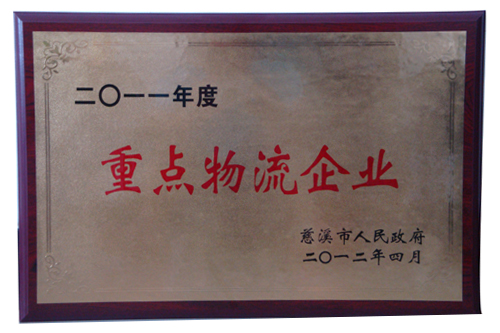 二〇一一年度
重点物流企业
慈溪市人民政府
二〇一二年四月